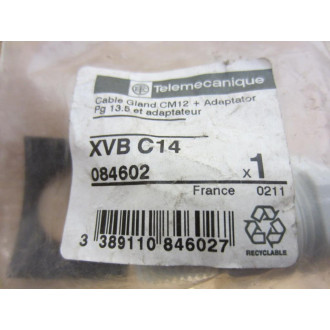 Telemecanique
Cable Gland CM12 + Adaptator
Pg 13.5 et adaptateur
XVB C14
084602
x 1
France 0211
3 389110 846027
RECYCLABLE